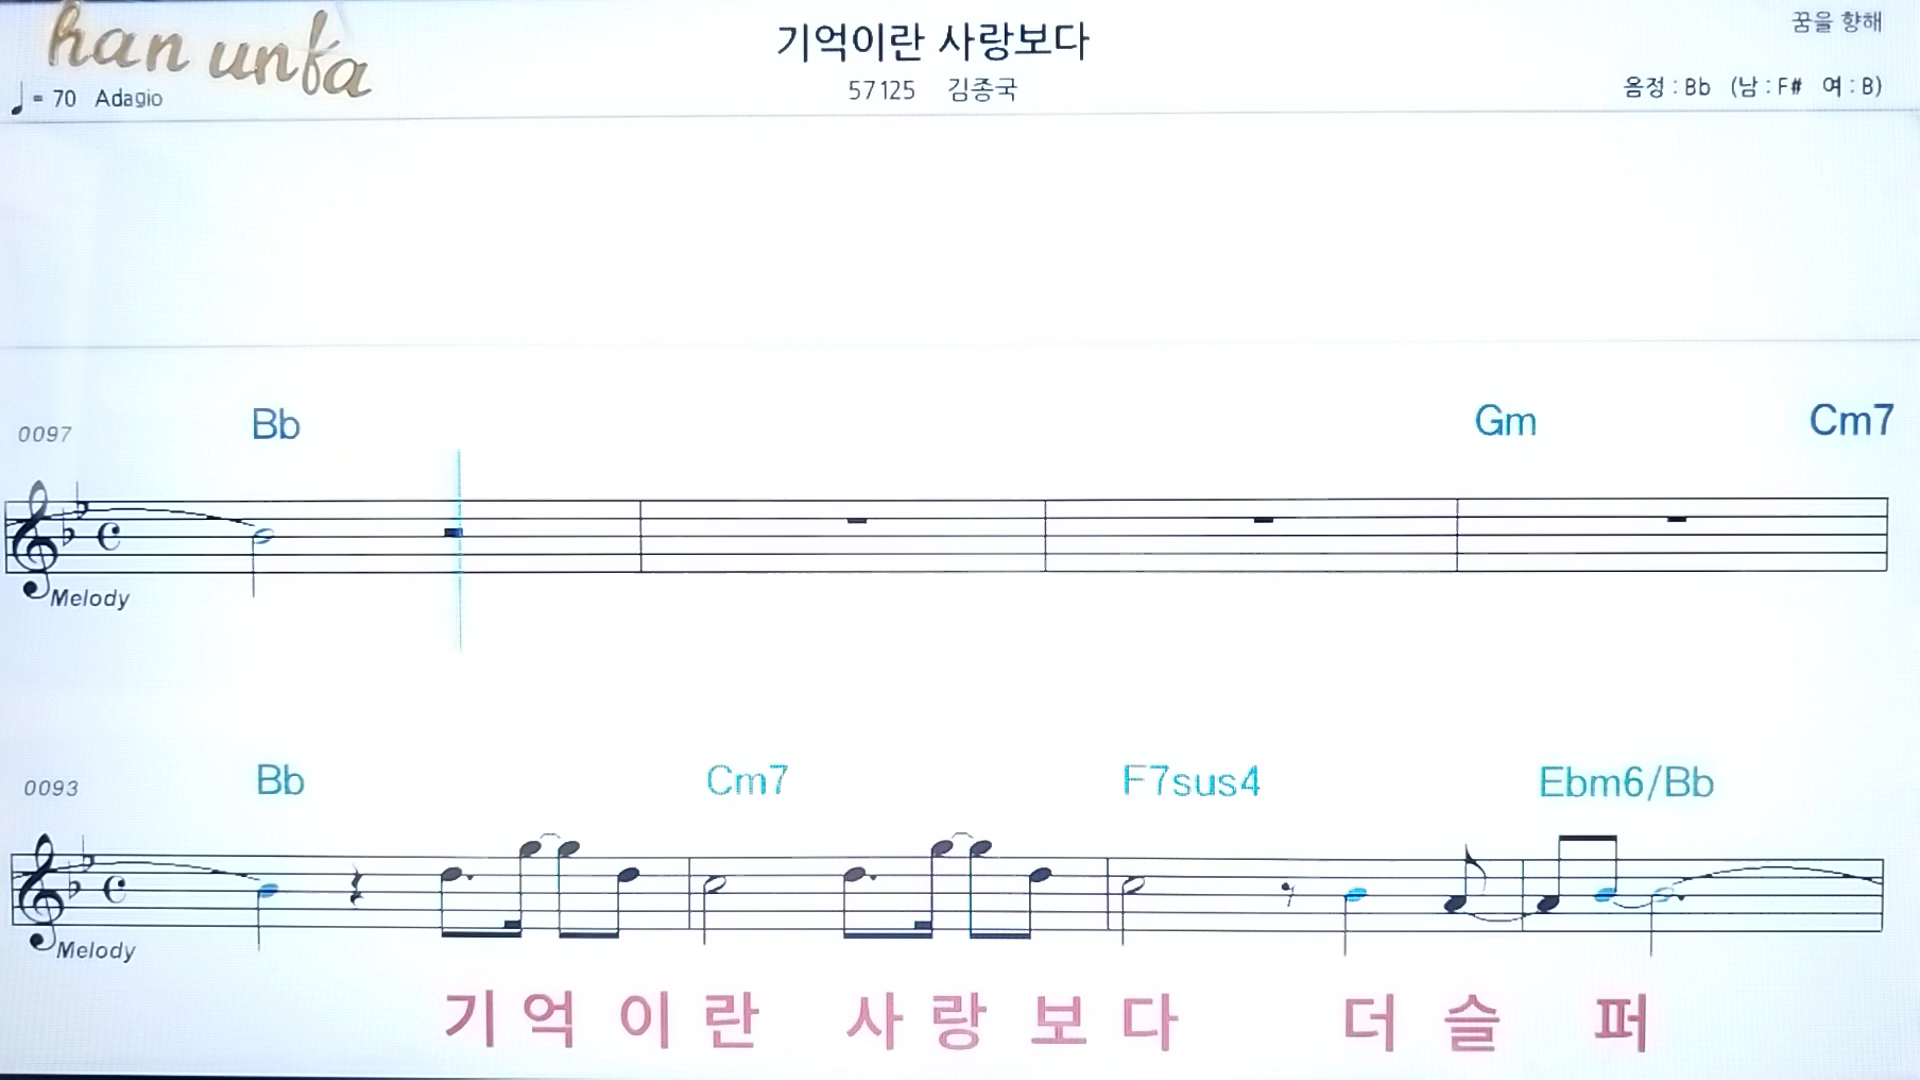 han unfa
기억이란 사랑보다
꿈을 향해
♩= 70 Adagio
57125 김종국
음정 : Bb (남 : F# 여 : B)
0097 Bb Gm Cm7
Melody
0093 Bb Cm7 F7sus4 Ebm6/Bb
Melody
기 억 이 란 사 랑 보 다 더 슬 퍼